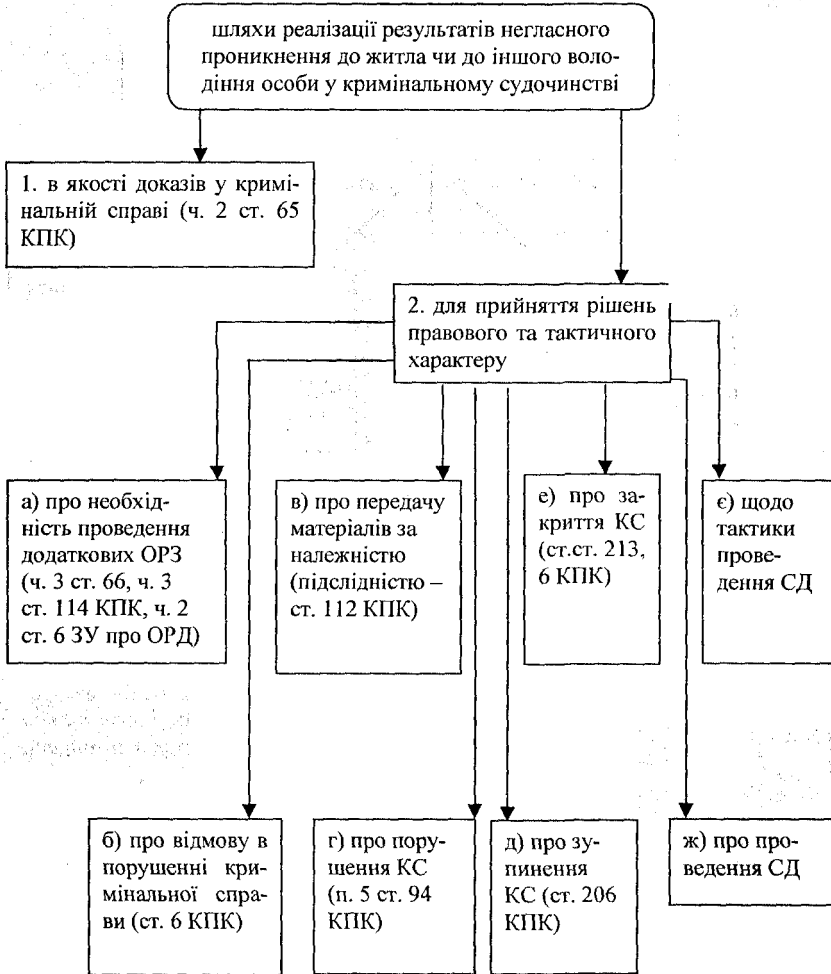 шляхи реалізації результатів негласного
проникнення до житла чи до іншого воло-
діння особи у кримінальному судочинстві
1. в якості доказів у кримі-
нальній справі (ч. 2 ст. 65
КПК)
2. для прийняття рішень
правового та тактичного
характеру
а) про необхід-
ність проведення
додаткових ОРЗ
(ч. 3 ст. 66, ч. 3
ст. 114 КПК, ч. 2
ст. 6 ЗУ про ОРД)
в) про передачу
матеріалів за
належністю
(підслідністю –
ст. 112 КПК)
е) про за-
криття КС
(ст.ст. 213,
6 КПК)
є) щодо
тактики
прове-
дення СД
б) про відмову в
порушенні кри-
мінальної спра-
ви (ст. 6 КПК)
г) про пору-
шення КС
(п. 5 ст. 94
КПК)
д) про зу-
пинення
КС (ст. 206
КПК)
ж) про про-
ведення СД